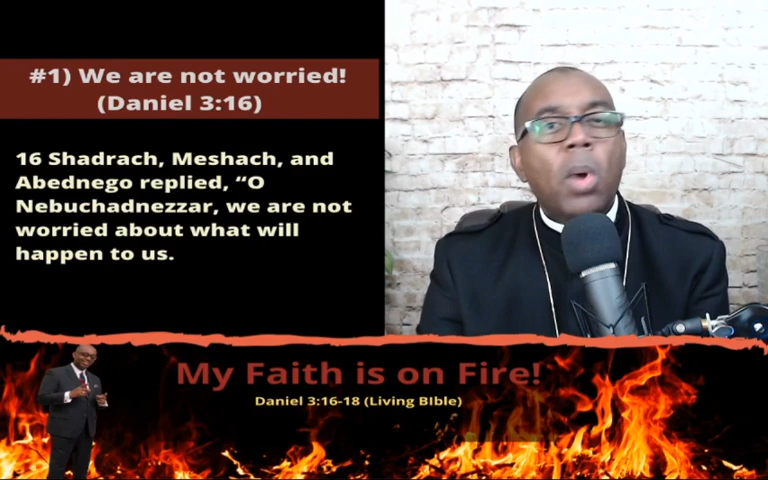 #1) We are not worried!
(Daniel 3:16)
16 Shadrach, Meshach, and
Abednego replied, “O
Nebuchadnezzar, we are not
worried about what will
happen to us.
My Faith is on Fire!
Daniel 3:16-18 (Living BIble)